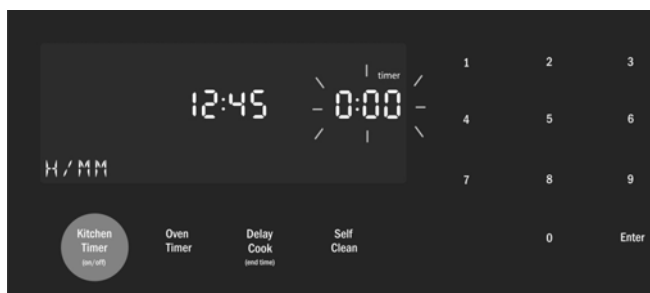 timer
12:45 0:00
H/MM
1 2 3
4 5 6
7 8 9
0 Enter
Kitchen
Timer
(on/off)
Oven
Timer
Delay
Cook
(end time)
Self
Clean